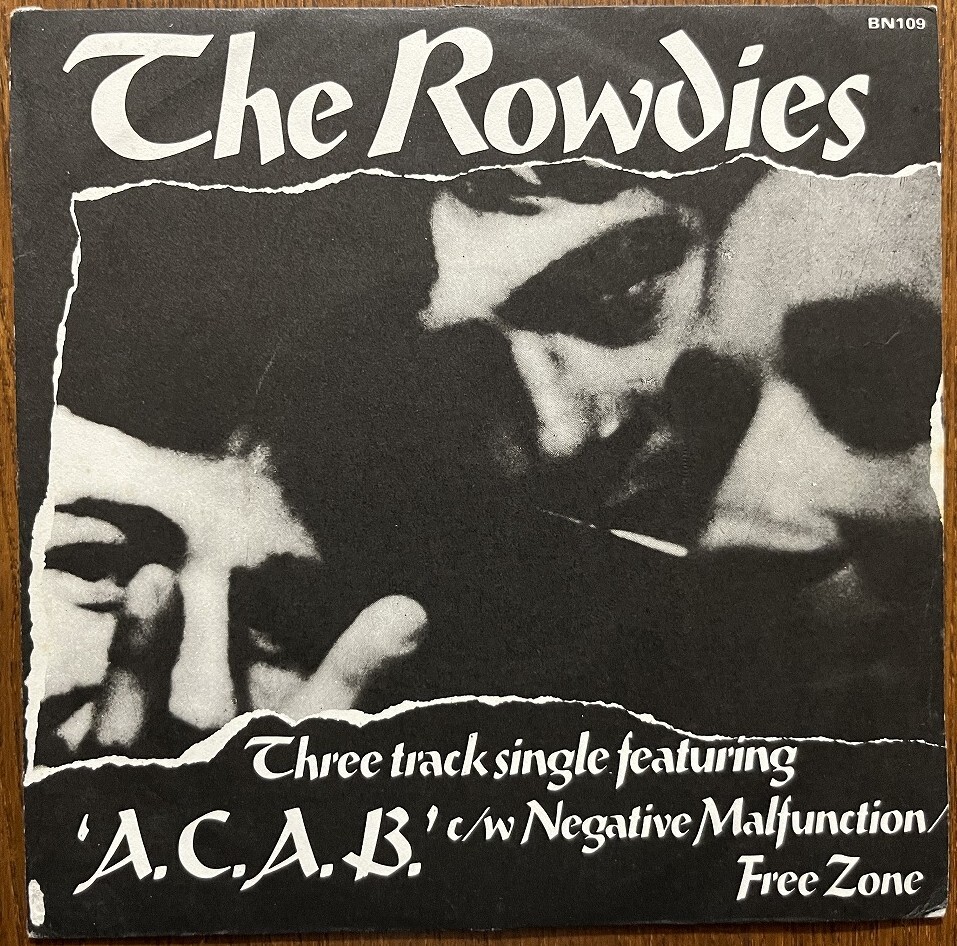 BN109
The Rowdies
Three track single featuring
'A.C.A.B.' c/w Negative Malfunction/
Free Zone